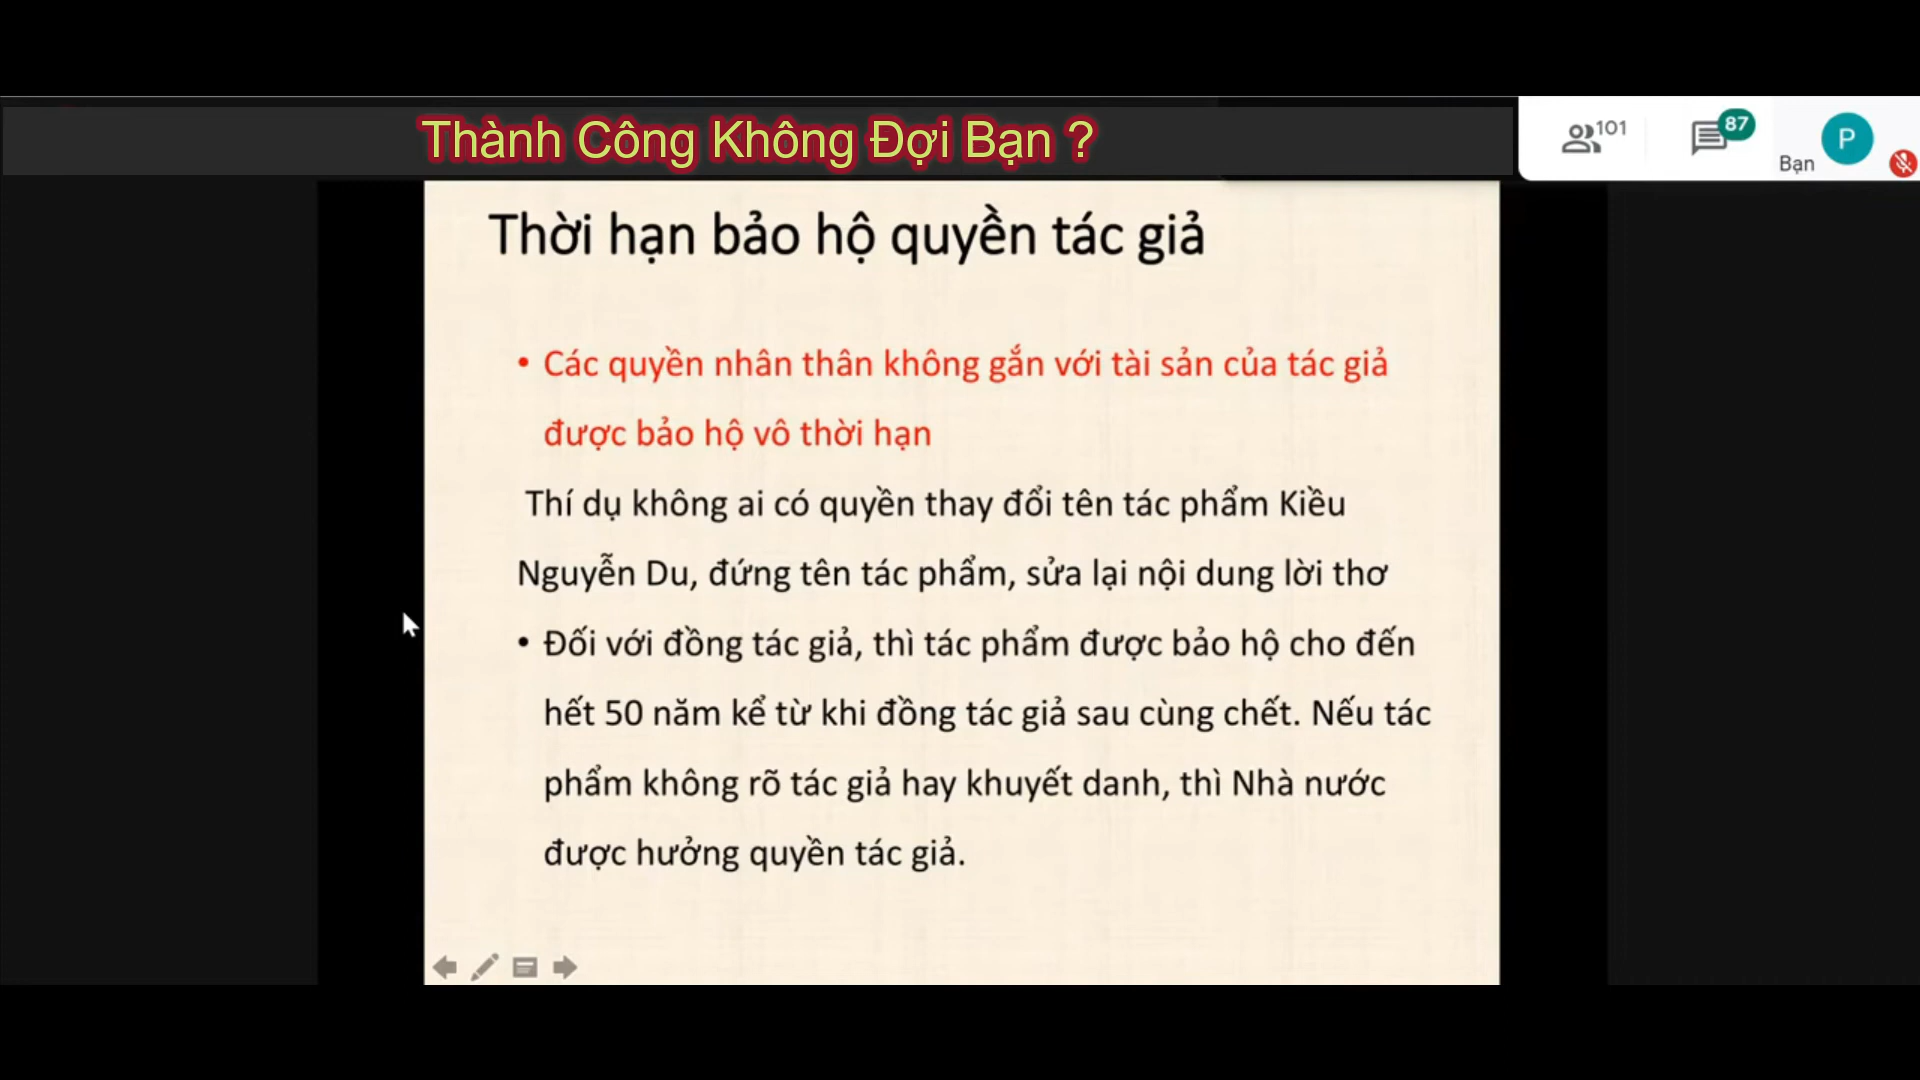 Thành Công Không Đợi Bạn ?
101
87
Bạn
P
Thời hạn bảo hộ quyền tác giả
• Các quyền nhân thân không gắn với tài sản của tác giả
được bảo hộ vô thời hạn
Thí dụ không ai có quyền thay đổi tên tác phẩm Kiều
Nguyễn Du, đứng tên tác phẩm, sửa lại nội dung lời thơ
• Đối với đồng tác giả, thì tác phẩm được bảo hộ cho đến
hết 50 năm kể từ khi đồng tác giả sau cùng chết. Nếu tác
phẩm không rõ tác giả hay khuyết danh, thì Nhà nước
được hưởng quyền tác giả.